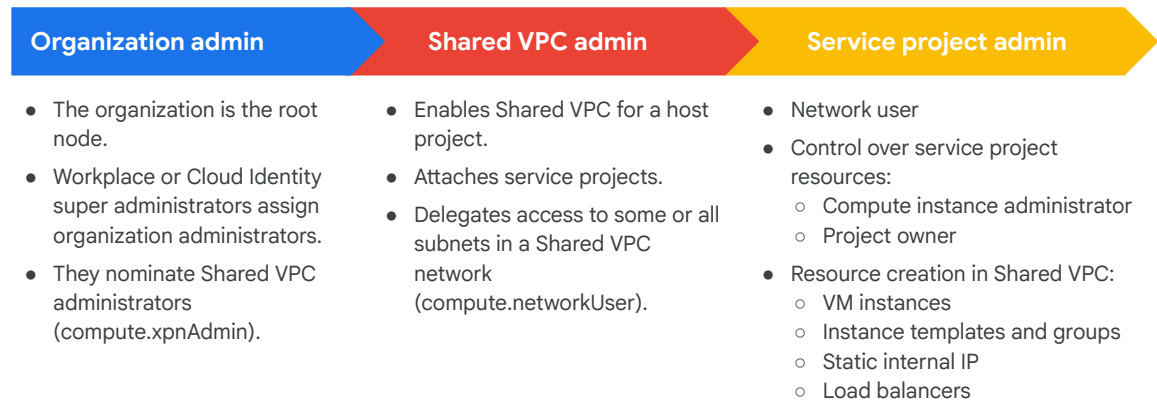 Organization admin
● The organization is the root
node.
● Workplace or Cloud Identity
super administrators assign
organization administrators.
● They nominate Shared VPC
administrators
(compute.xpnAdmin).
Shared VPC admin
● Enables Shared VPC for a host
project.
● Attaches service projects.
● Delegates access to some or all
subnets in a Shared VPC
network
(compute.networkUser).
Service project admin
● Network user
● Control over service project
resources:
○ Compute instance administrator
○ Project owner
● Resource creation in Shared VPC:
○ VM instances
○ Instance templates and groups
○ Static internal IP
○ Load balancers